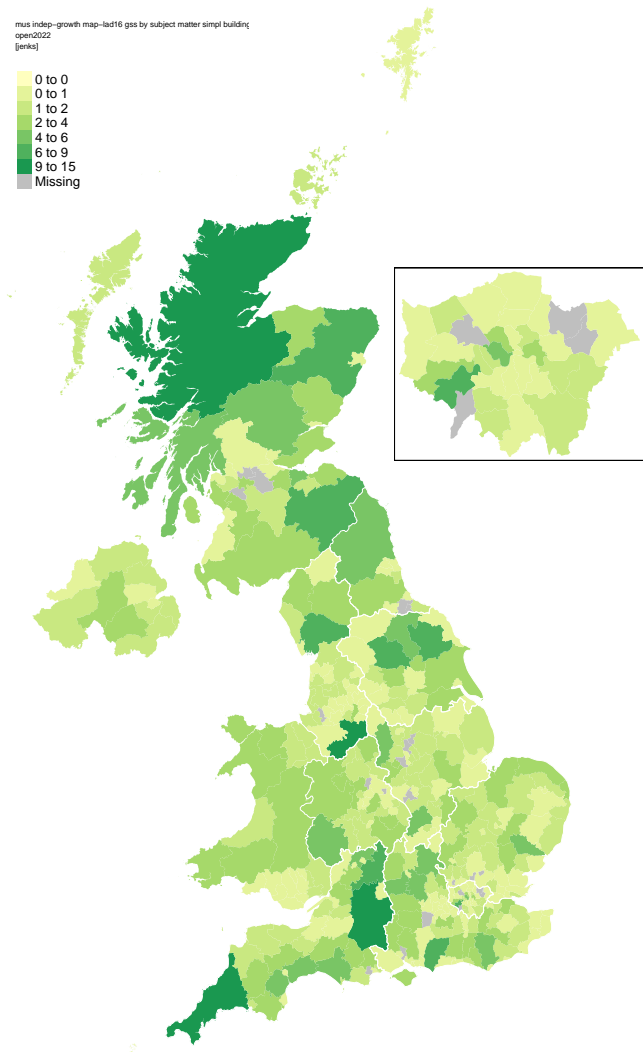 mus indep-growth map-lad16 gss by subject matter simpl building
open2022
[jenks]
0 to 0
0 to 1
1 to 2
2 to 4
4 to 6
6 to 9
9 to 15
Missing